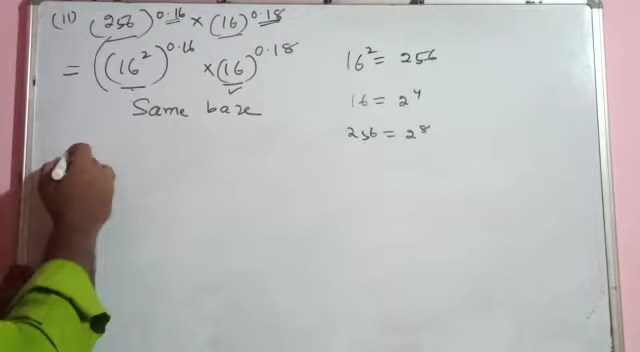 (11) (256)^0.16 × (16)^0.18
= ((16²)^0.16 × (16)^0.18
Same base
16² = 256
16 = 2⁴
256 = 2⁸